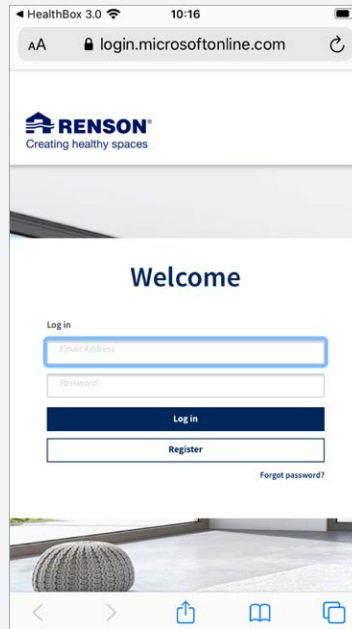 ◀ HealthBox 3.0 10:16
AA login.microsoftonline.com
RENSON®
Creating healthy spaces
Welcome
Log in
Email Address
Password
Log in
Register
Forgot password?